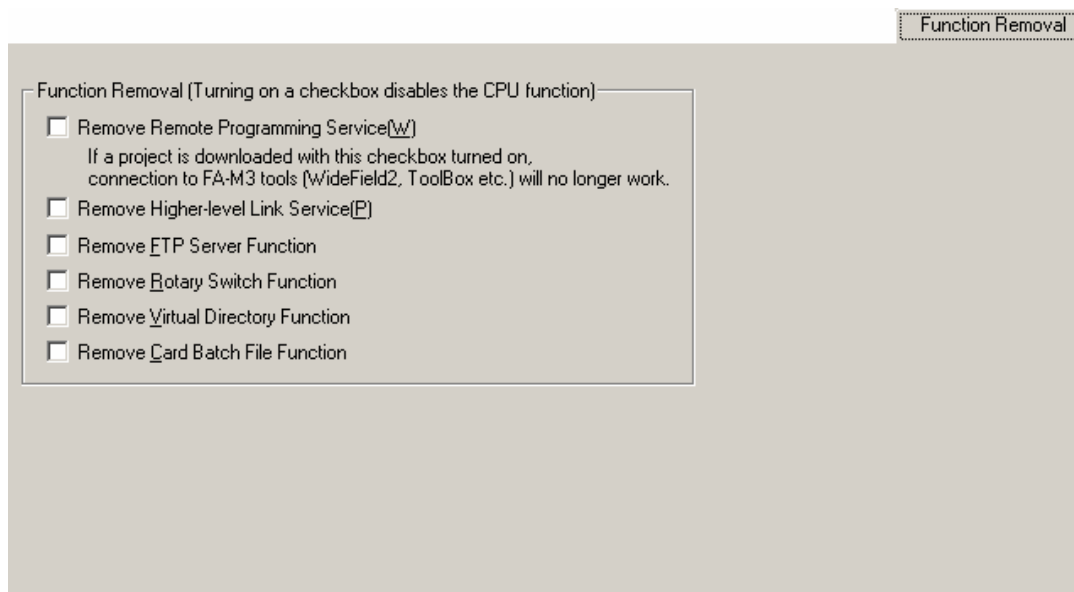 Function Removal
Function Removal (Turning on a checkbox disables the CPU function)
Remove Remote Programming Service(W)
If a project is downloaded with this checkbox turned on,
connection to FA-M3 tools (WideField2, ToolBox etc.) will no longer work.
Remove Higher-level Link Service(P)
Remove FTP Server Function
Remove Rotary Switch Function
Remove Virtual Directory Function
Remove Card Batch File Function